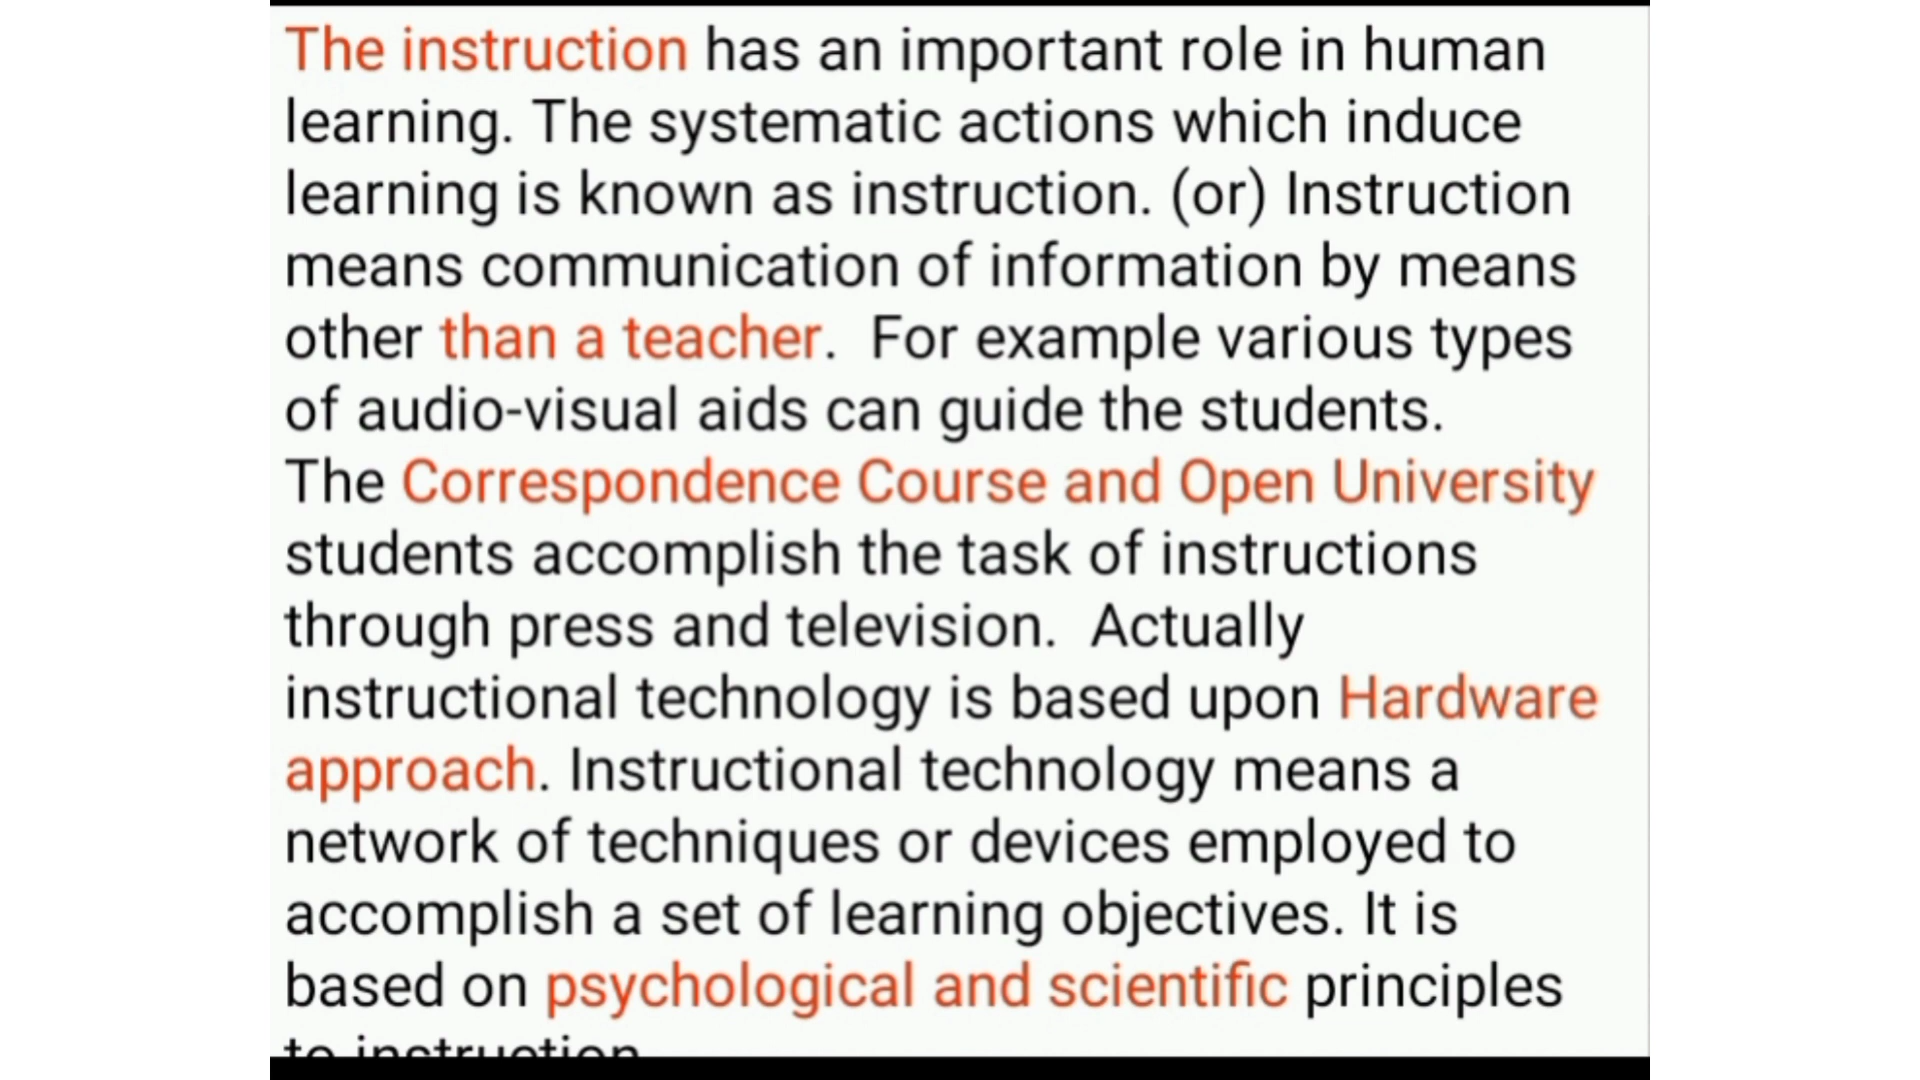 The instruction has an important role in human
learning. The systematic actions which induce
learning is known as instruction. (or) Instruction
means communication of information by means
other than a teacher.  For example various types
of audio-visual aids can guide the students.
The Correspondence Course and Open University
students accomplish the task of instructions
through press and television.  Actually
instructional technology is based upon Hardware
approach. Instructional technology means a
network of techniques or devices employed to
accomplish a set of learning objectives. It is
based on psychological and scientific principles
to instruction